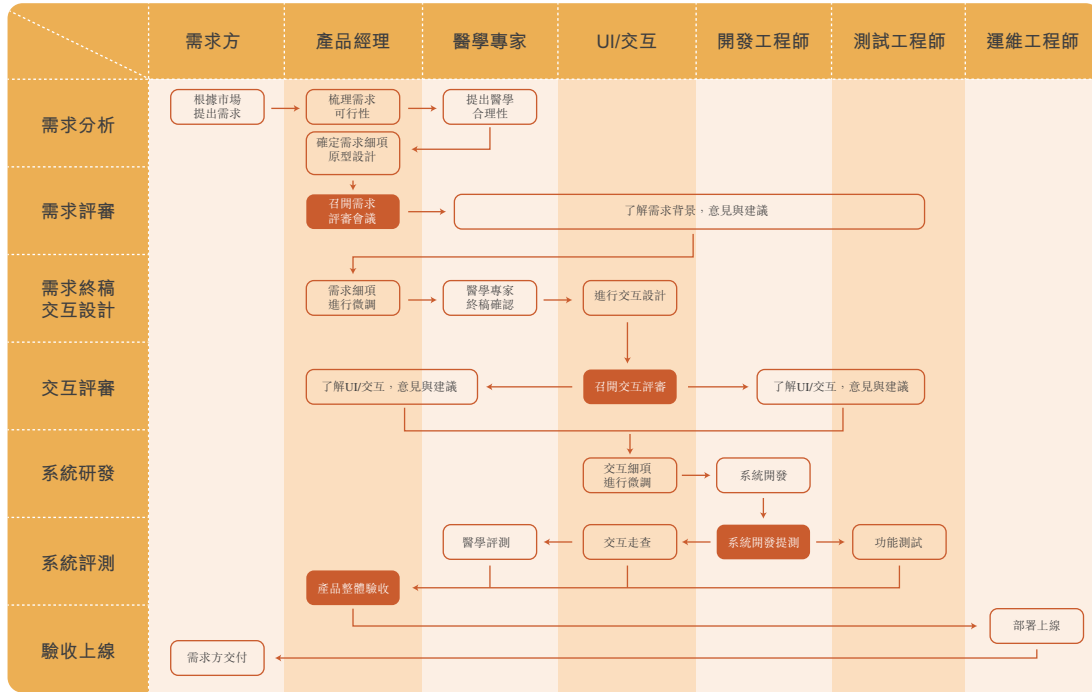 需求方
產品經理
醫學專家
UI/交互
開發工程師
測試工程師
運維工程師
需求分析
根據市場
提出需求
梳理需求
可行性
提出醫學
合理性
確定需求細項
原型設計
需求評審
召開需求
評審會議
了解需求背景，意見與建議
需求終稿
交互設計
需求細項
進行微調
醫學專家
終稿確認
進行交互設計
交互評審
了解UI/交互，意見與建議
召開交互評審
了解UI/交互，意見與建議
系統研發
交互細項
進行微調
系統開發
系統評測
醫學評測
交互走查
系統開發提測
功能測試
產品整體驗收
驗收上線
部署上線
需求方交付